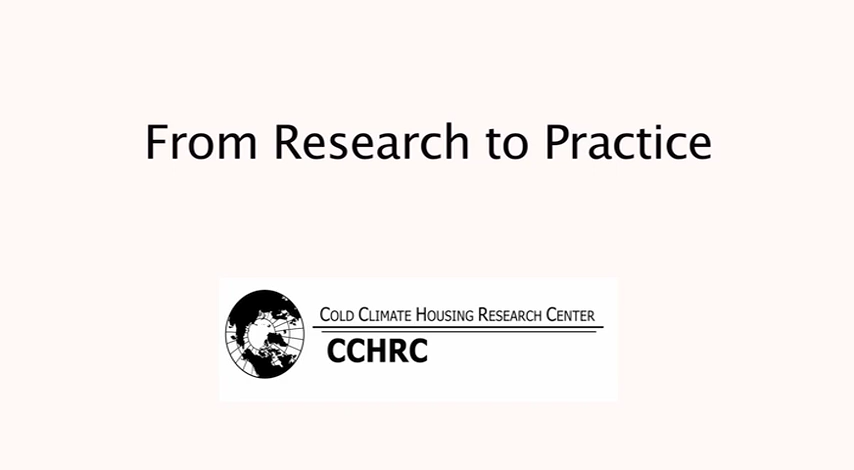 From Research to Practice
COLD CLIMATE HOUSING RESEARCH CENTER
CCHRC